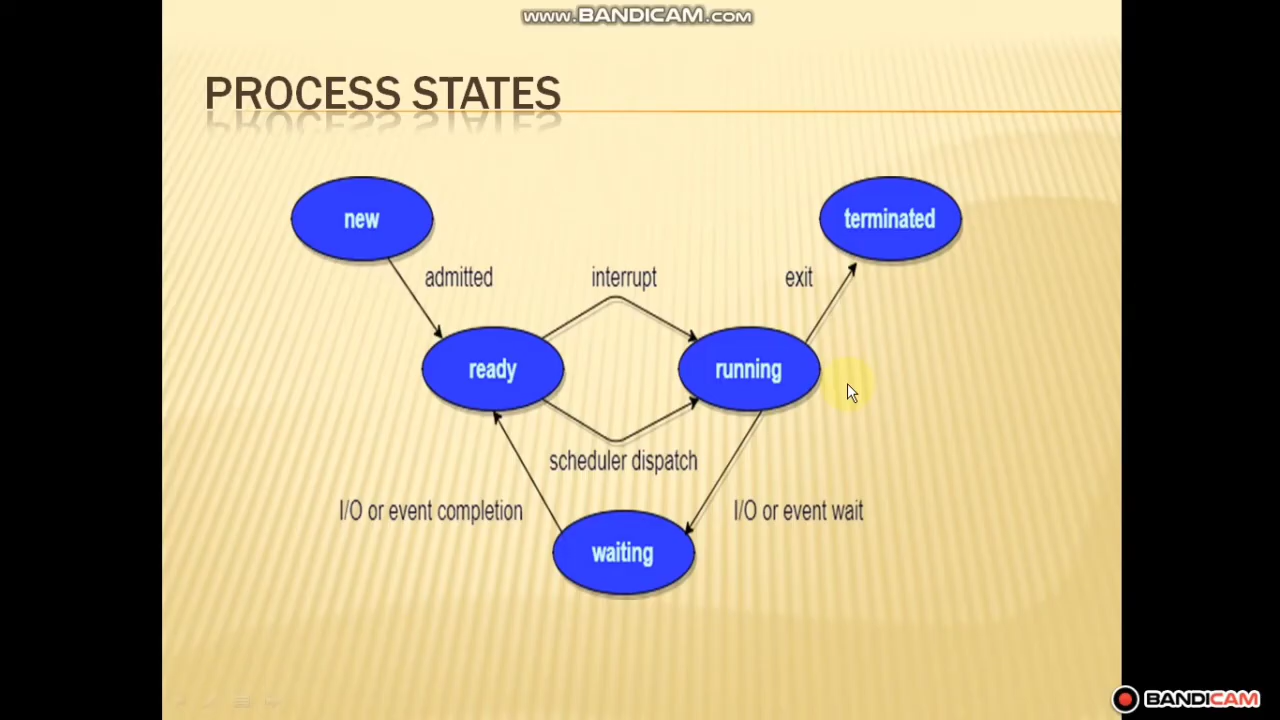 www.BANDICAM.com
PROCESS STATES
new
terminated
admitted
interrupt
exit
ready
running
scheduler dispatch
I/O or event completion
I/O or event wait
waiting
BANDICAM